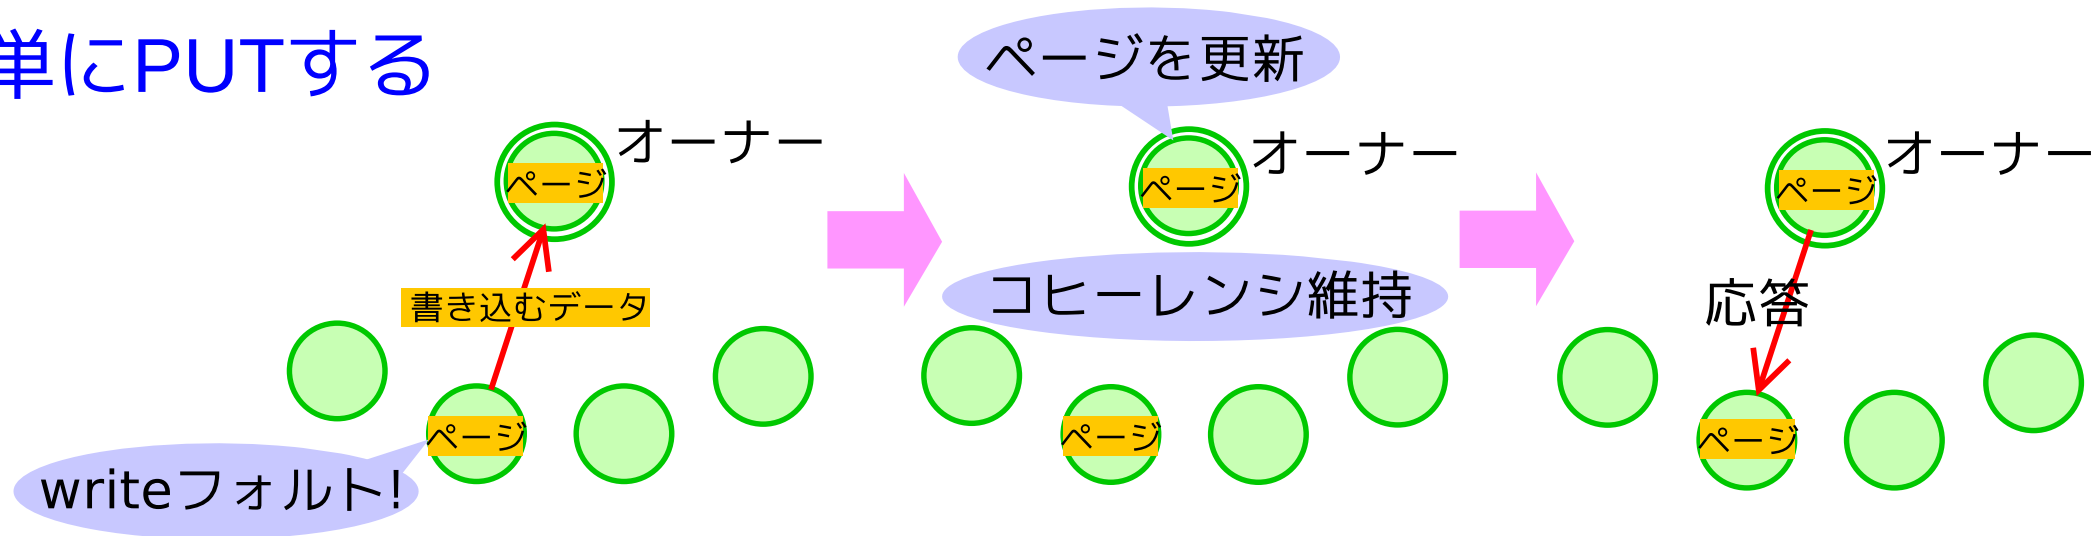 単にPUTする
オーナー
ページ
書き込むデータ
ページ
writeフォルト!
ページを更新
オーナー
ページ
コヒーレンシ維持
ページ
オーナー
ページ
応答
ページ